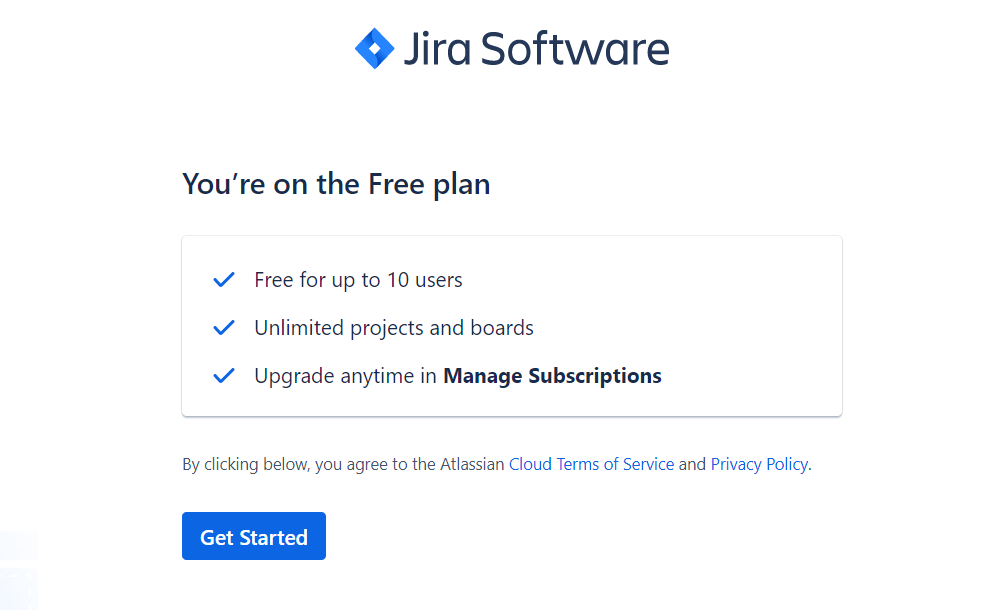 Jira Software
You’re on the Free plan
Free for up to 10 users
Unlimited projects and boards
Upgrade anytime in Manage Subscriptions
By clicking below, you agree to the Atlassian Cloud Terms of Service and Privacy Policy.
Get Started